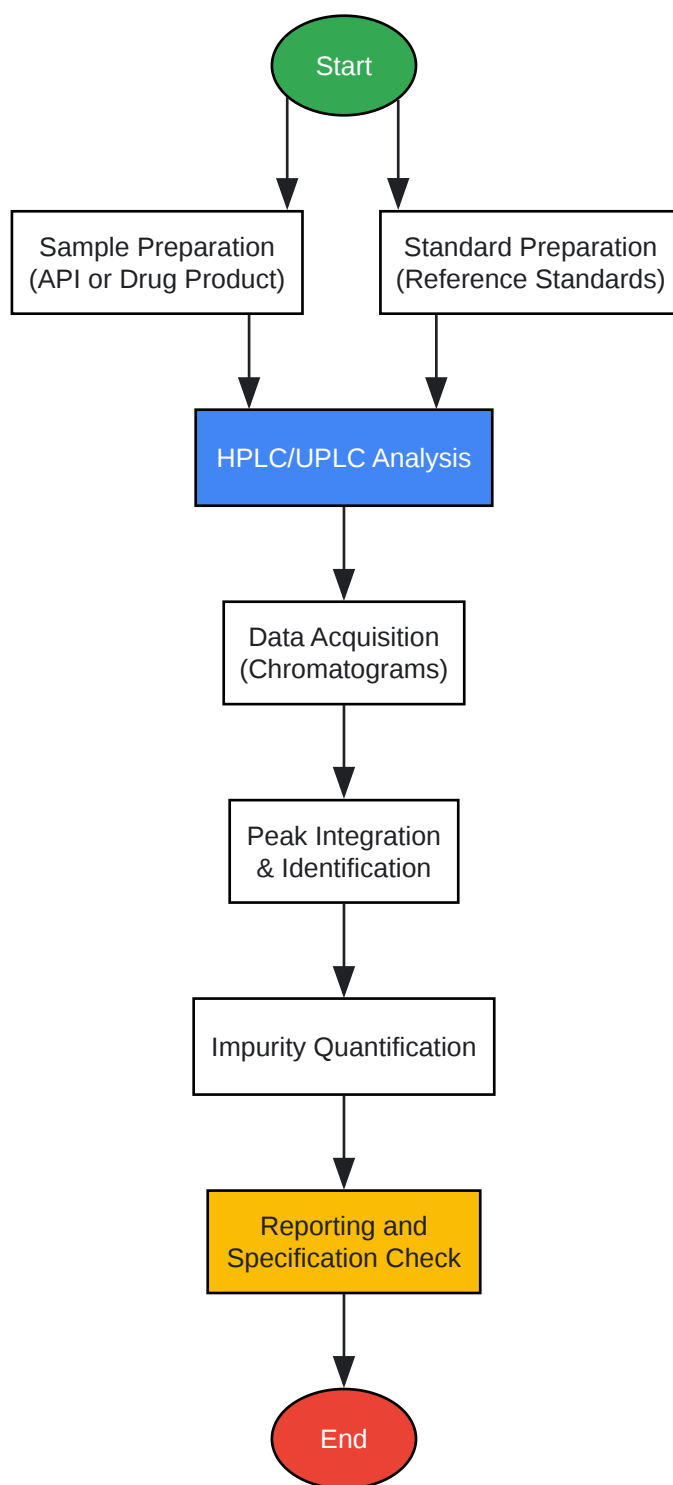 Start
Sample Preparation
(API or Drug Product)
Standard Preparation
(Reference Standards)
HPLC/UPLC Analysis
Data Acquisition
(Chromatograms)
Peak Integration
& Identification
Impurity Quantification
Reporting and
Specification Check
End